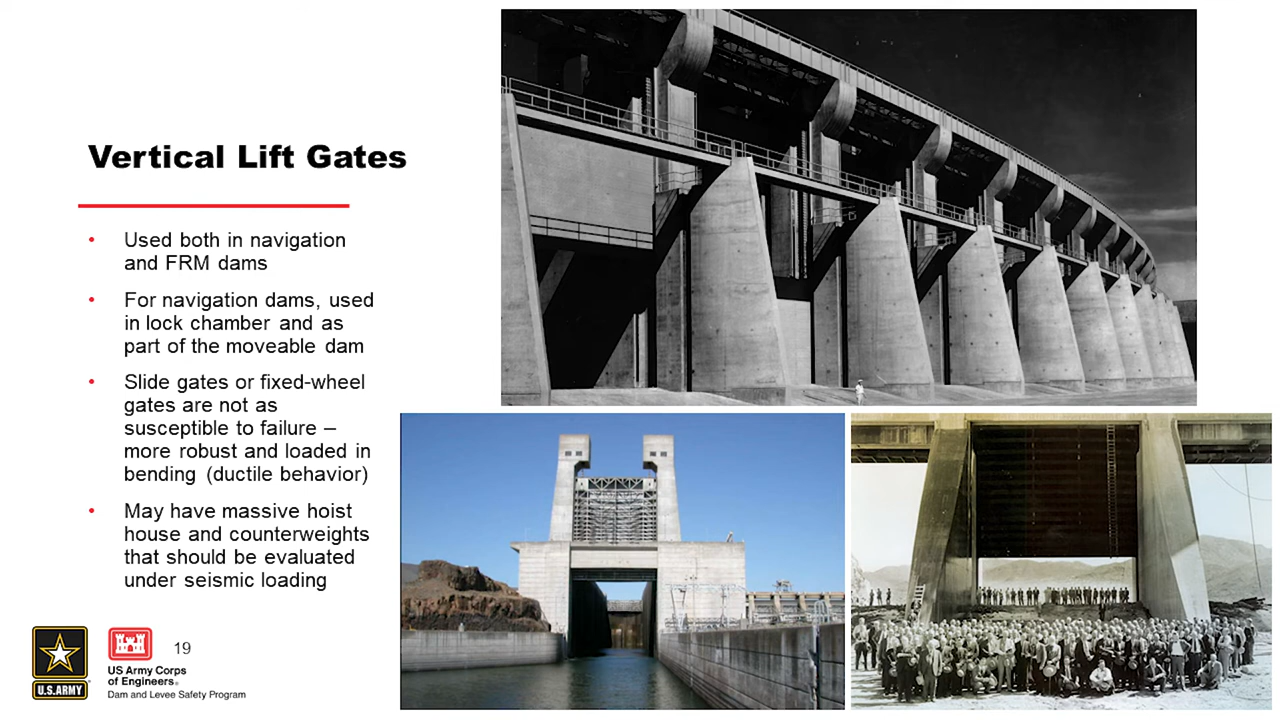 Vertical Lift Gates
• Used both in navigation
and FRM dams
• For navigation dams, used
in lock chamber and as
part of the moveable dam
• Slide gates or fixed-wheel
gates are not as
susceptible to failure –
more robust and loaded in
bending (ductile behavior)
• May have massive hoist
house and counterweights
that should be evaluated
under seismic loading
U.S.ARMY
US Army Corps
of Engineers®
Dam and Levee Safety Program
19